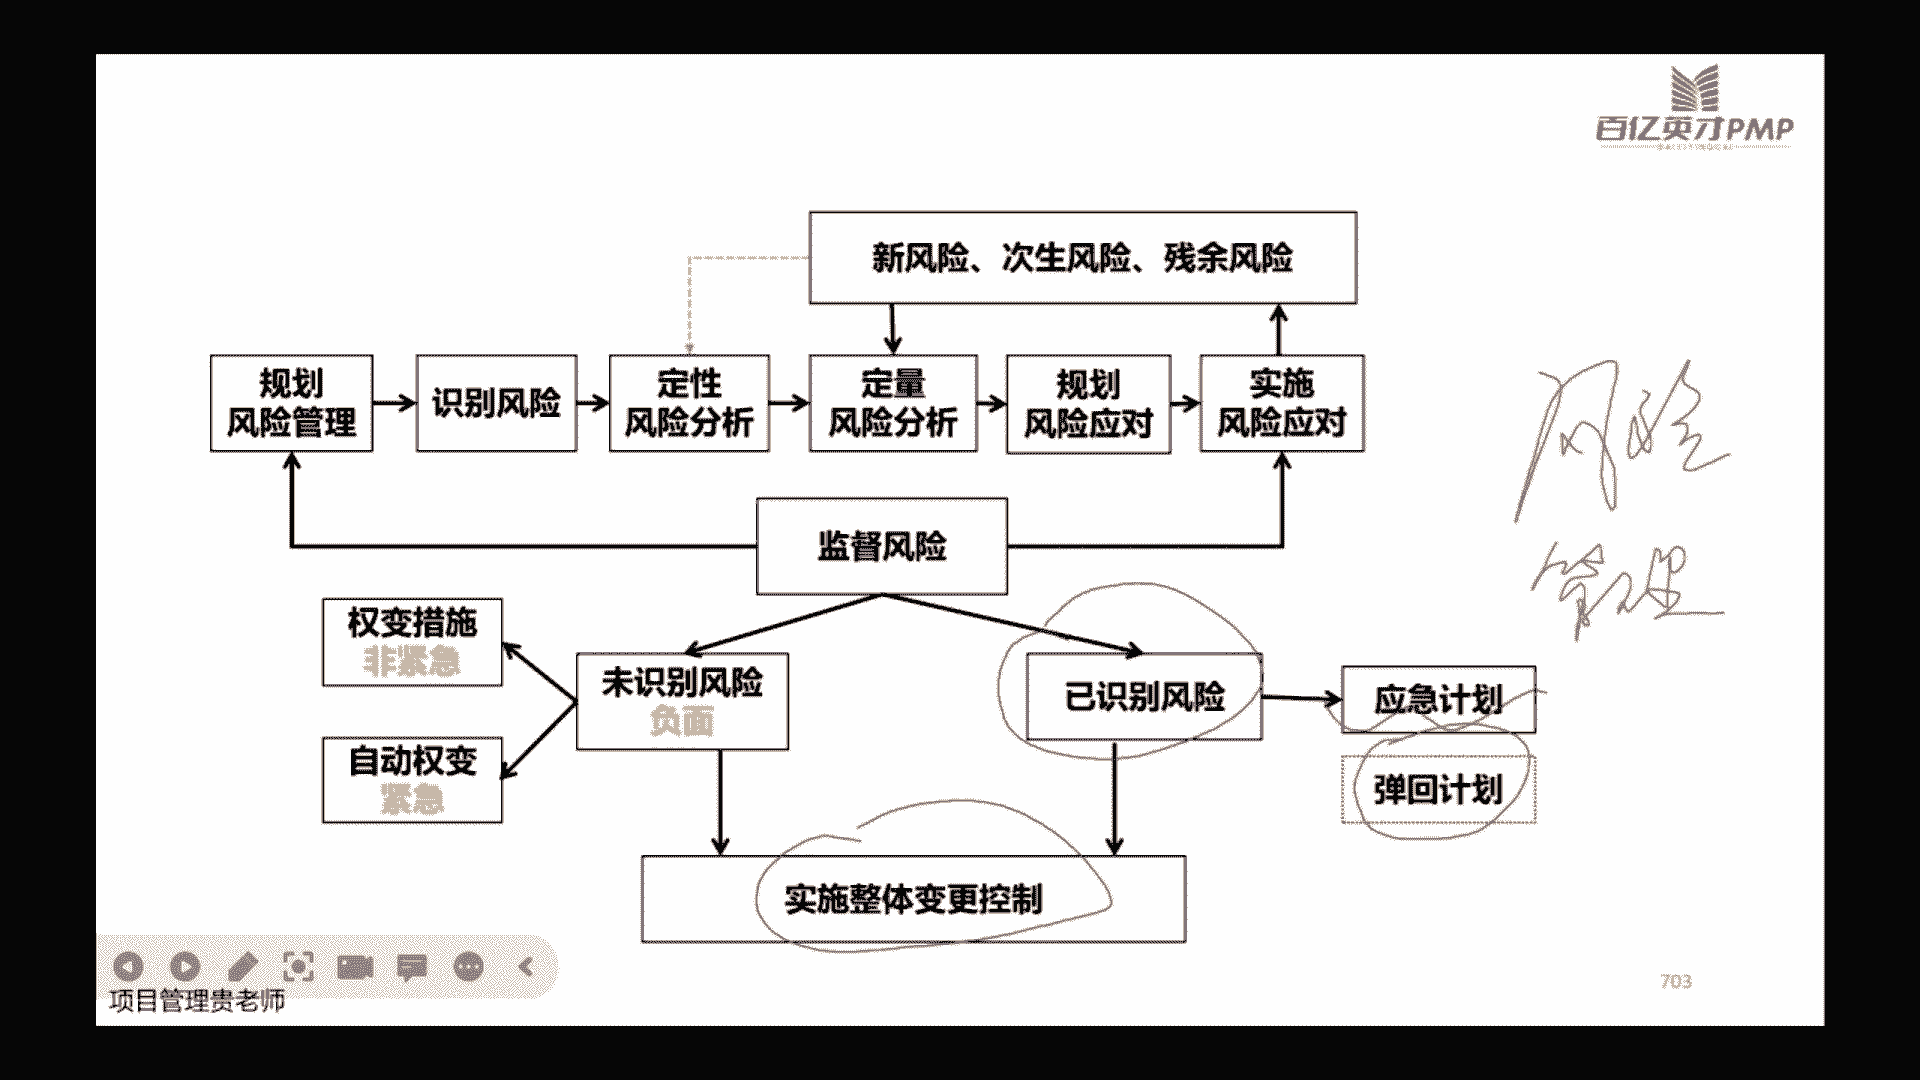 百亿英才PMP
新风险、次生风险、残余风险
规划
风险管理
识别风险
定性
风险分析
定量
风险分析
规划
风险应对
实施
风险应对
风险
管理
监督风险
权变措施
非紧急
未识别风险
负面
已识别风险
应急计划
自动权变
紧急
弹回计划
实施整体变更控制
项目管理贵老师
703